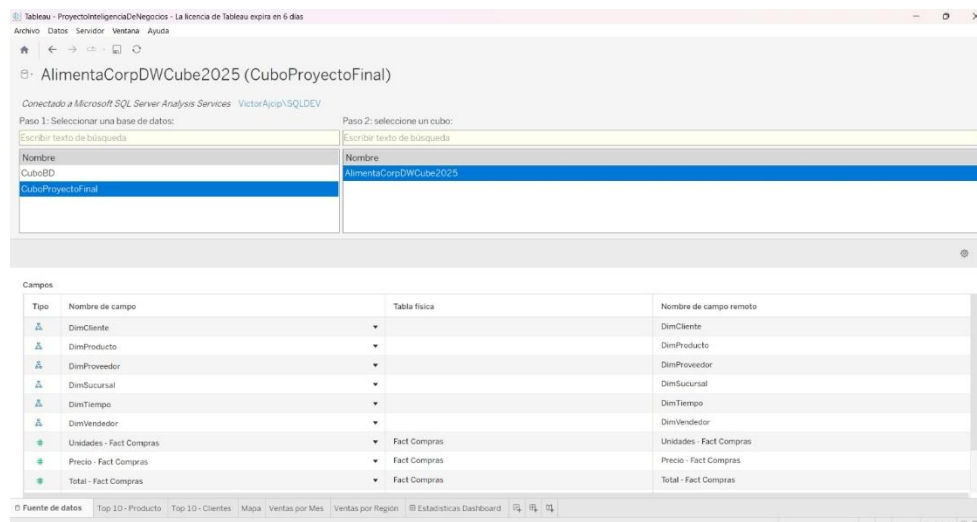 Tableau - ProyectoInteligenciaDeNegocios - La licencia de Tableau expira en 6 días
Archivo Datos Servidor Ventana Ayuda
AlimentaCorpDWCube2025 (CuboProyectoFinal)
Conectado a Microsoft SQL Server Analysis Services VictorAjcip\SQLDEV
Paso 1: Seleccionar una base de datos: Paso 2: seleccione un cubo:
Escribir texto de búsqueda Escribir texto de búsqueda
Nombre Nombre
CuboBD AlimentaCorpDWCube2025
CuboProyectoFinal
Campos
Tipo Nombre de campo Tabla física Nombre de campo remoto
DimCliente DimCliente
DimProducto DimProducto
DimProveedor DimProveedor
DimSucursal DimSucursal
DimTiempo DimTiempo
DimVendedor DimVendedor
Unidades - Fact Compras Fact Compras Unidades - Fact Compras
Precio - Fact Compras Fact Compras Precio - Fact Compras
Total - Fact Compras Fact Compras Total - Fact Compras
Fuente de datos Top 10 - Producto Top 10 - Clientes Mapa Ventas por Mes Ventas por Región Estadisticas Dashboard